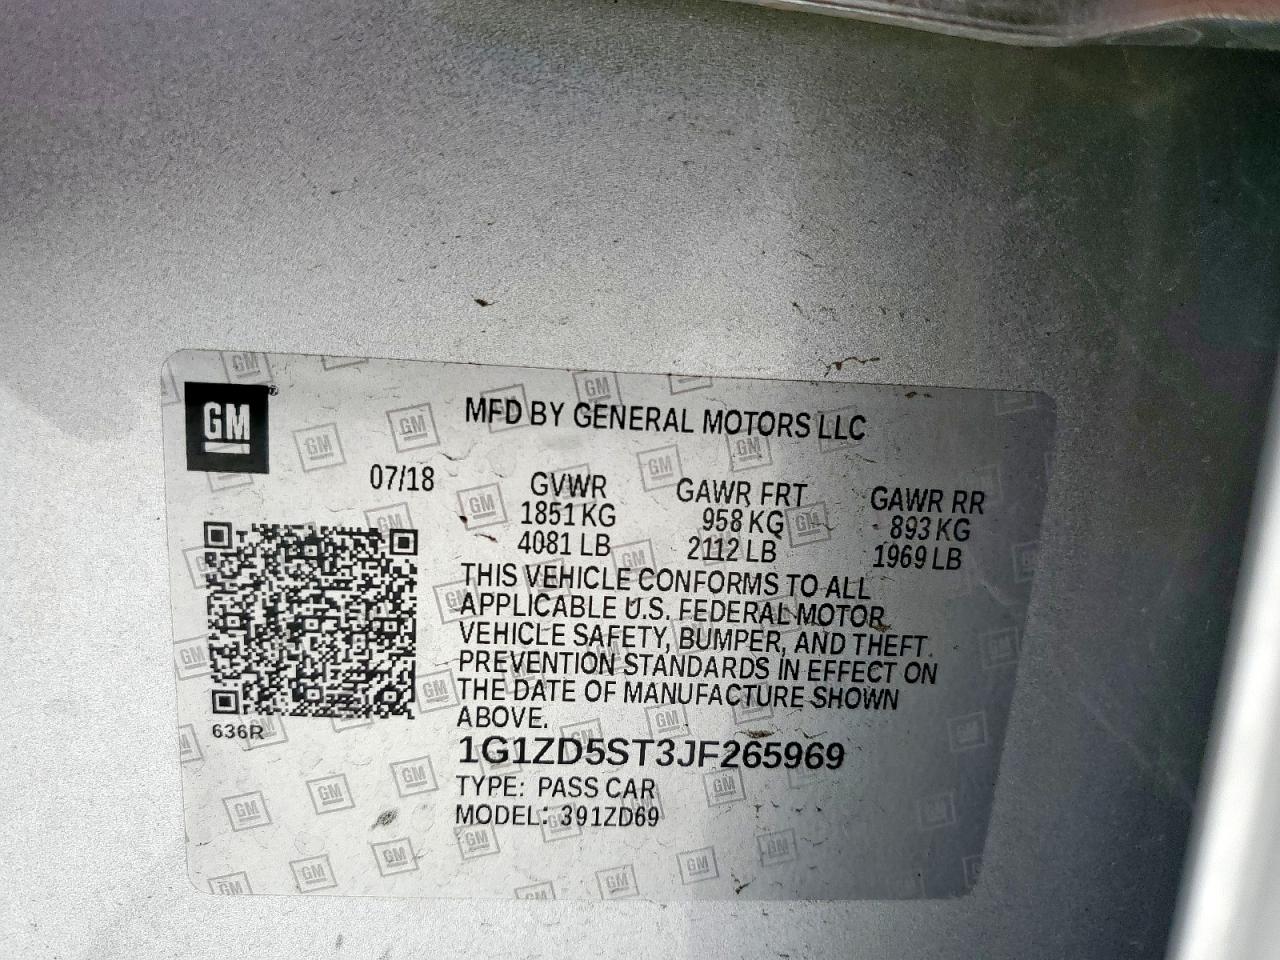 GM
MFD BY GENERAL MOTORS LLC
07/18
GVWR GAWR FRT GAWR RR
1851 KG 958 KG 893 KG
4081 LB 2112 LB 1969 LB
THIS VEHICLE CONFORMS TO ALL
APPLICABLE U.S. FEDERAL MOTOR
VEHICLE SAFETY, BUMPER, AND THEFT
PREVENTION STANDARDS IN EFFECT ON
THE DATE OF MANUFACTURE SHOWN
ABOVE.
636R
1G1ZD5ST3JF265969
TYPE: PASS CAR
MODEL: 391ZD69